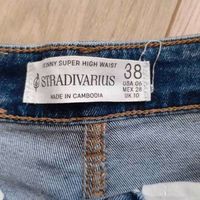 SKINNY SUPER HIGH WAIST
STRADIVARIUS
MADE IN CAMBODIA
38
USA 06
MEX 28
UK 10